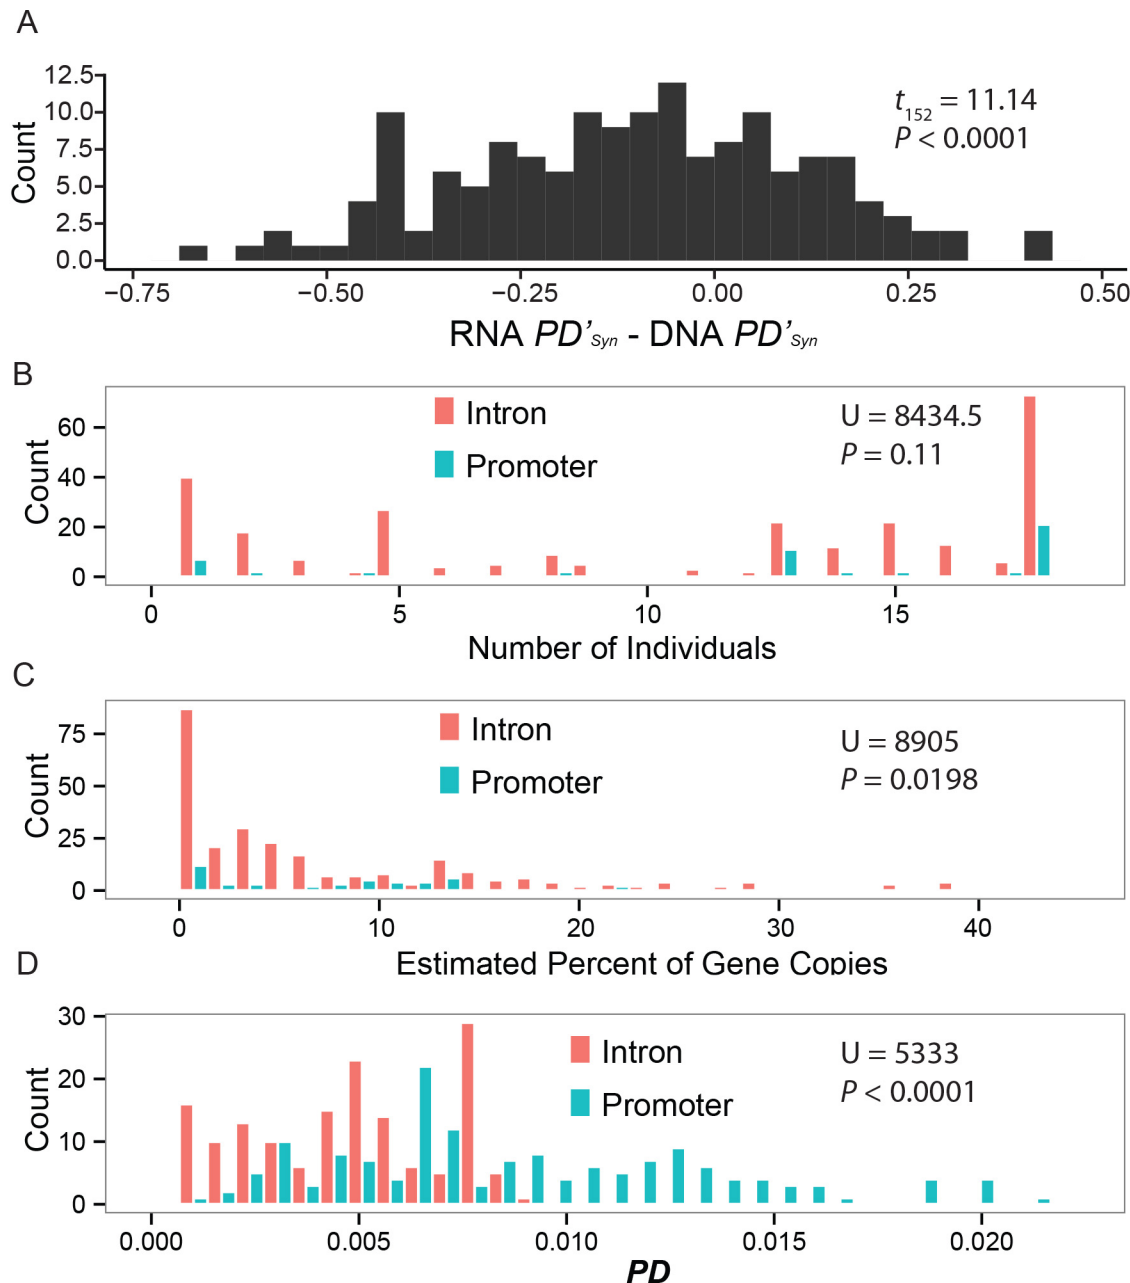 A
Count
12.5
10.0
7.5
5.0
2.5
0.0
t152 = 11.14
P < 0.0001
−0.75 −0.50 −0.25 0.00 0.25 0.50
RNA PD’Syn - DNA PD’Syn
B
Count
60
40
20
0
Intron
Promoter
U = 8434.5
P = 0.11
0 5 10 15
Number of Individuals
C
Count
75
50
25
0
Intron
Promoter
U = 8905
P = 0.0198
0 10 20 30 40
Estimated Percent of Gene Copies
D
Count
30
20
10
0
Intron
Promoter
U = 5333
P < 0.0001
0.000 0.005 0.010 0.015 0.020
PD